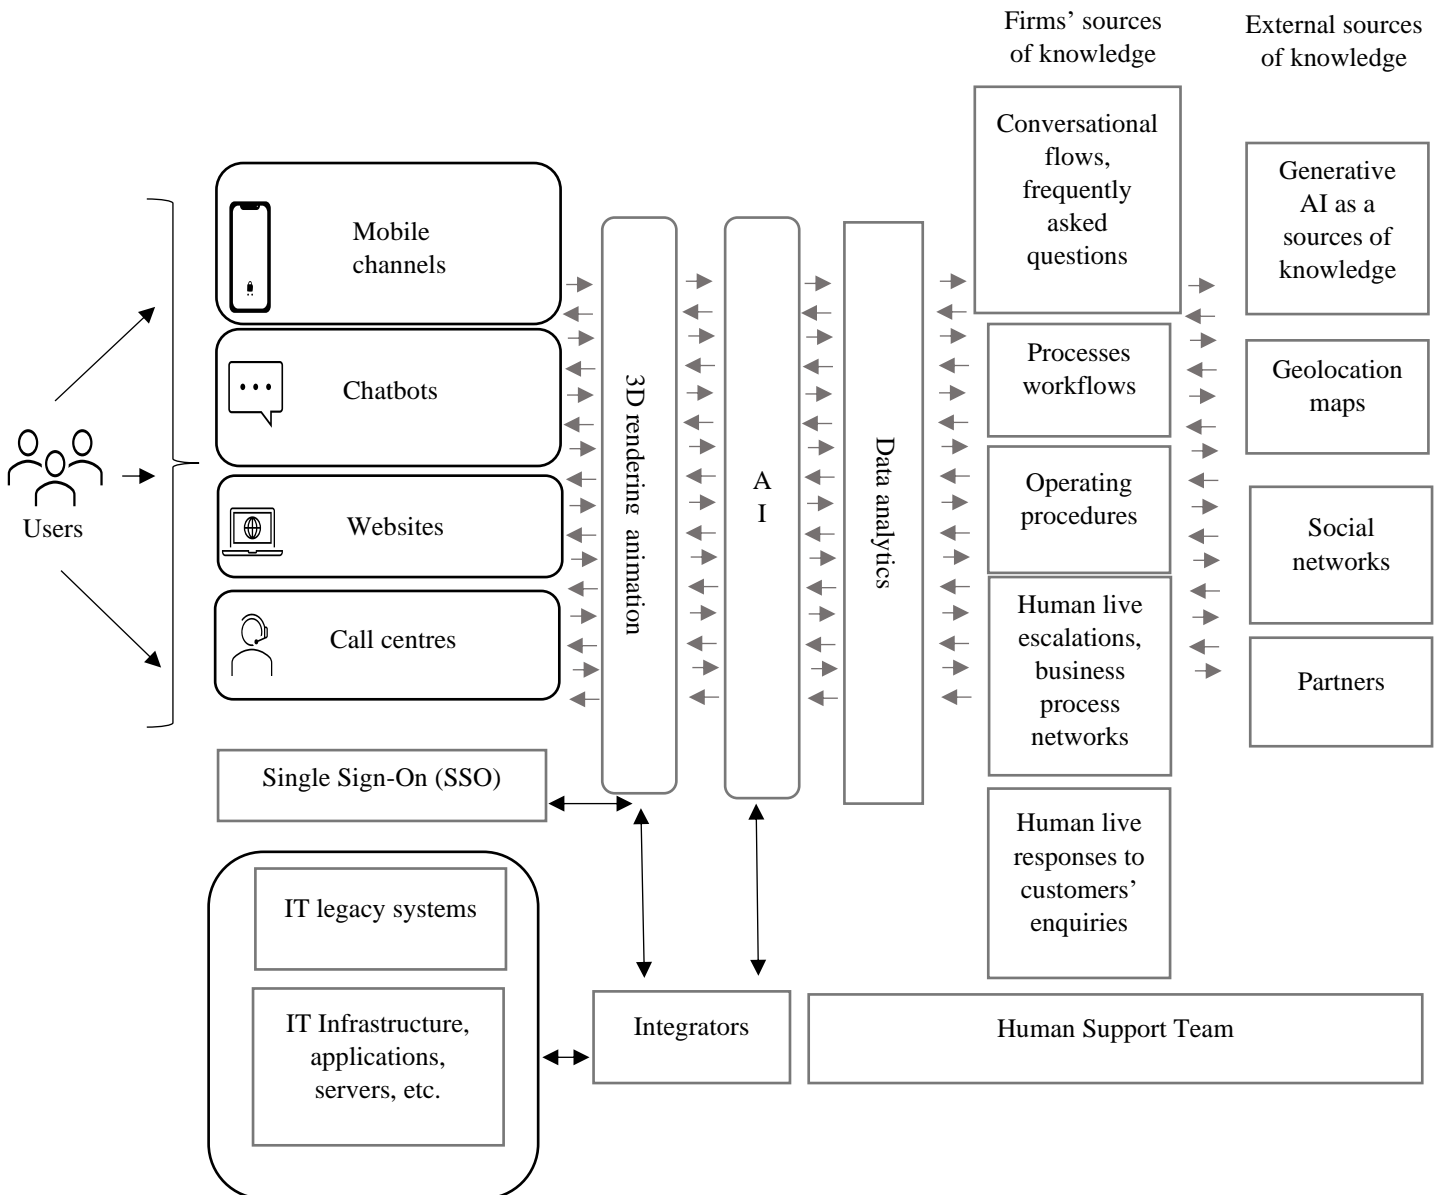 Firms’ sources
of knowledge
External sources
of knowledge
Users
Mobile
channels
Chatbots
Websites
Call centres
Single Sign-On (SSO)
IT legacy systems
IT Infrastructure,
applications,
servers, etc.
3D rendering animation
A
I
Data analytics
Integrators
Conversational
flows,
frequently
asked
questions
Processes
workflows
Operating
procedures
Human live
escalations,
business
process
networks
Human live
responses to
customers’
enquiries
Generative
AI as a
sources of
knowledge
Geolocation
maps
Social
networks
Partners
Human Support Team